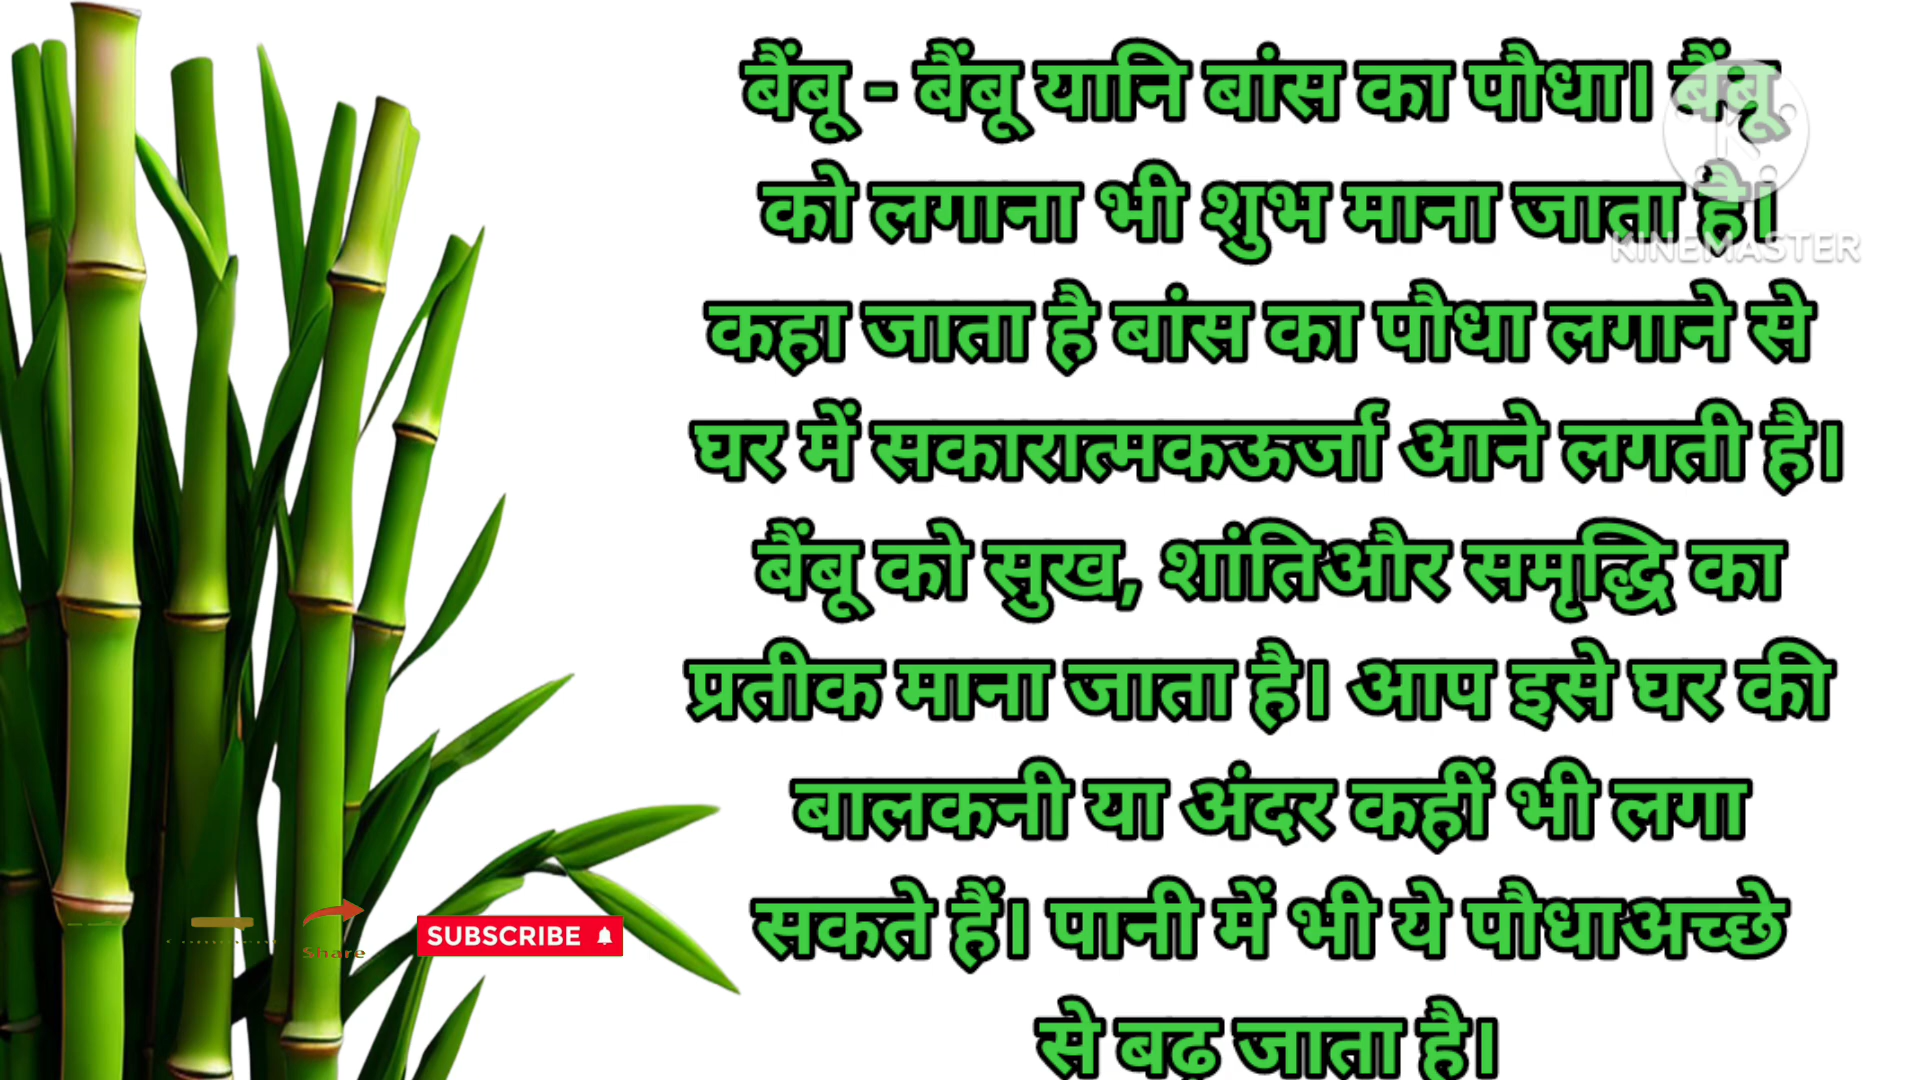 बैंबू - बैंबू यानि बांस का पौधा। बैंबू
को लगाना भी शुभ माना जाता है।
KINEMASTER
कहा जाता है बांस का पौधा लगाने से
घर में सकारात्मकऊर्जा आने लगती है।
बैंबू को सुख, शांतिऔर समृद्धि का
प्रतीक माना जाता है। आप इसे घर की
बालकनी या अंदर कहीं भी लगा
सकते हैं। पानी में भी ये पौधाअच्छे
से बढ़ जाता है।
Share
SUBSCRIBE